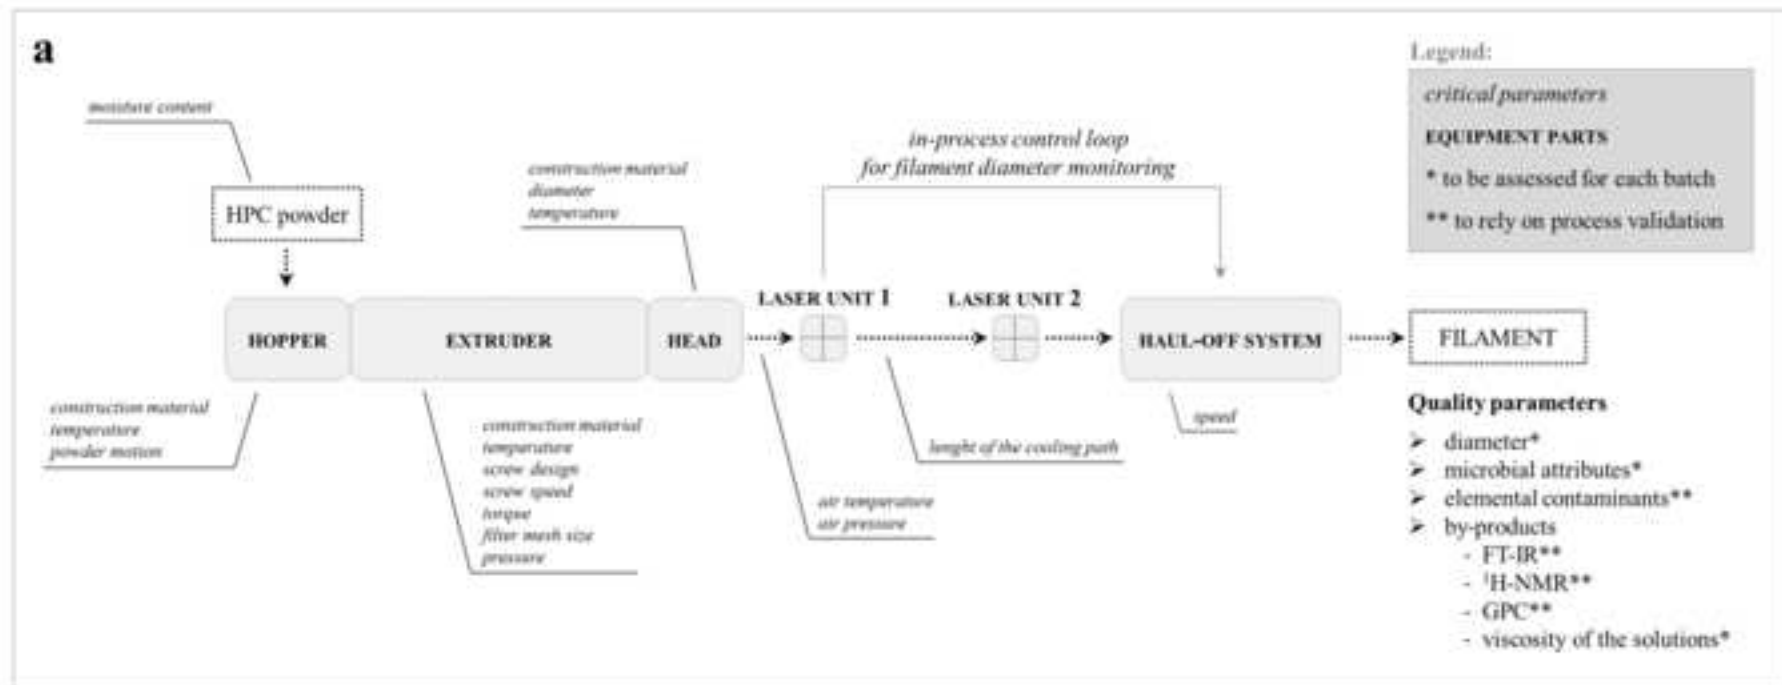 a
moisture content
HPC powder
construction material
diameter
temperature
in-process control loop
for filament diameter monitoring
Legend:
critical parameters
EQUIPMENT PARTS
* to be assessed for each batch
** to rely on process validation
HOPPER
EXTRUDER
HEAD
LASER UNIT 1
LASER UNIT 2
HAUL-OFF SYSTEM
FILAMENT
construction material
temperature
powder motion
construction material
temperature
screw design
screw speed
torque
filter mesh size
pressure
air temperature
air pressure
lenght of the cooling path
speed
Quality parameters
➢ diameter*
➢ microbial attributes*
➢ elemental contaminants**
➢ by-products
- FT-IR**
- ¹H-NMR**
- GPC**
- viscosity of the solutions*